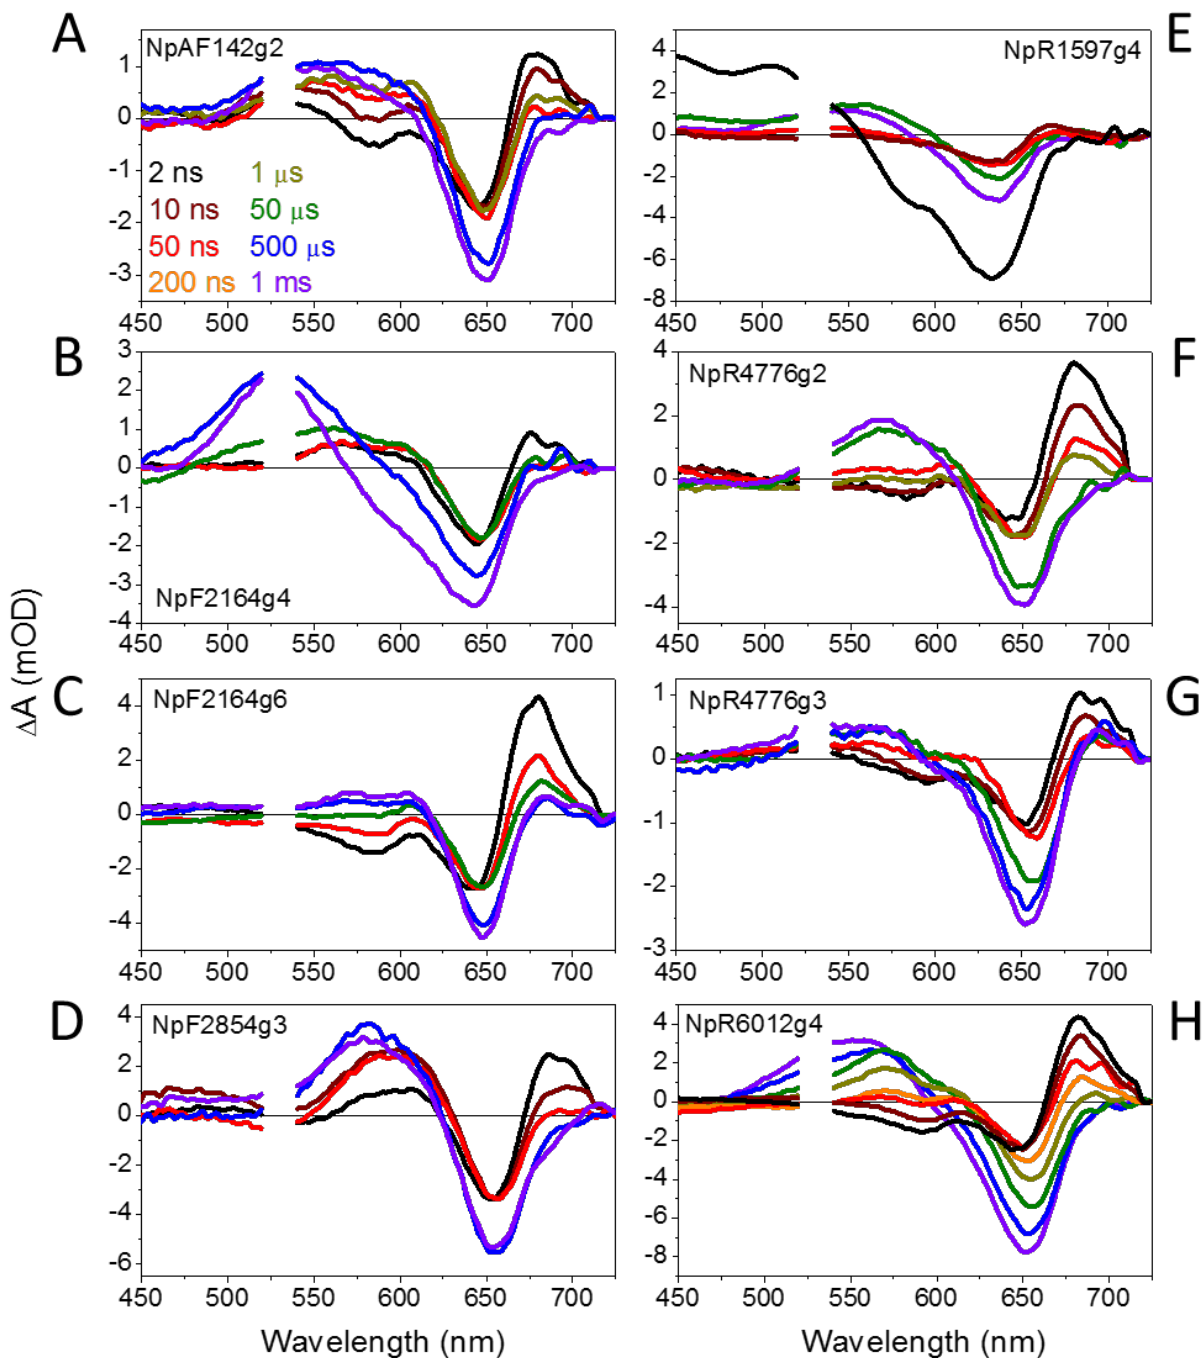 A
NpAF142g2
1
0
-1
-2
-3
2 ns 1 μs
10 ns 50 μs
50 ns 500 μs
200 ns 1 ms
450 500 550 600 650 700
B
NpF2164g4
3
2
1
0
-1
-2
-3
-4
450 500 550 600 650 700
C
NpF2164g6
4
2
0
-2
-4
450 500 550 600 650 700
D
NpF2854g3
4
2
0
-2
-4
-6
450 500 550 600 650 700
E
NpR1597g4
4
2
0
-2
-4
-6
-8
450 500 550 600 650 700
F
NpR4776g2
4
2
0
-2
-4
450 500 550 600 650 700
G
NpR4776g3
1
0
-1
-2
-3
450 500 550 600 650 700
H
NpR6012g4
4
2
0
-2
-4
-6
-8
450 500 550 600 650 700
ΔA (mOD)
Wavelength (nm) Wavelength (nm)